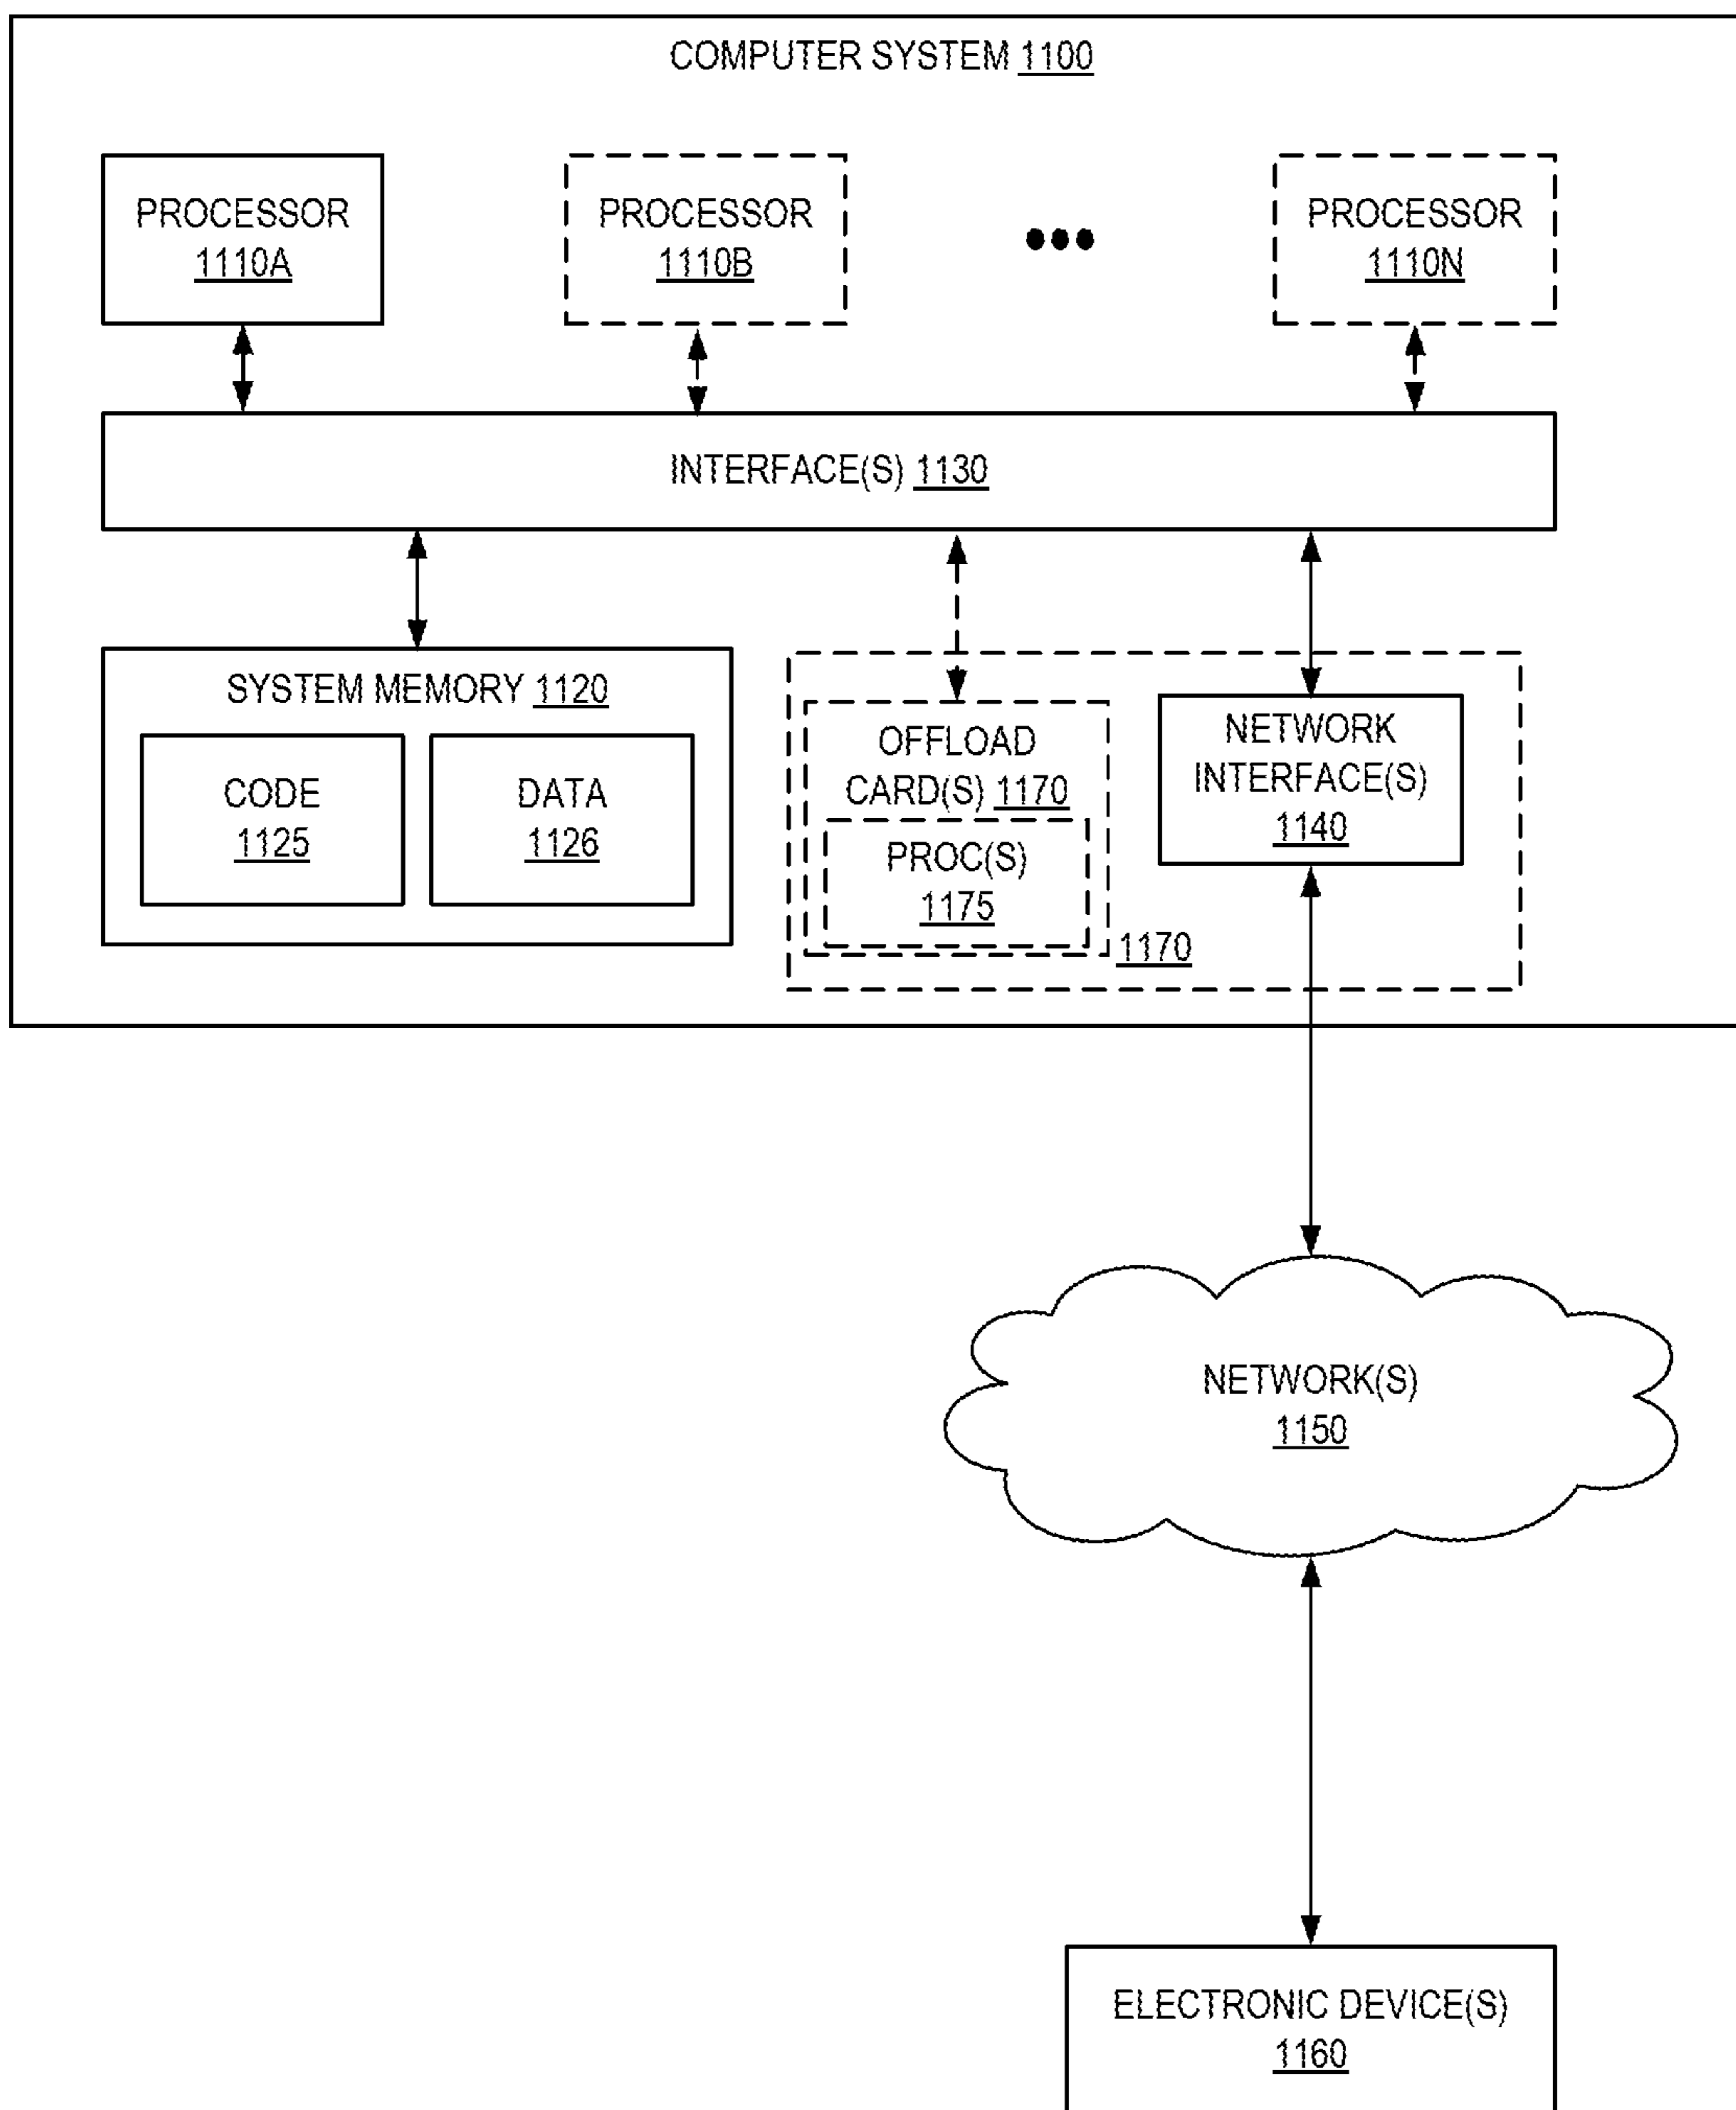 COMPUTER SYSTEM 1100
PROCESSOR
1110A
PROCESSOR
1110B
PROCESSOR
1110N
INTERFACE(S) 1130
SYSTEM MEMORY 1120
CODE
1125
DATA
1126
OFFLOAD
CARD(S) 1170
PROC(S)
1175
1170
NETWORK
INTERFACE(S)
1140
NETWORK(S)
1150
ELECTRONIC DEVICE(S)
1160